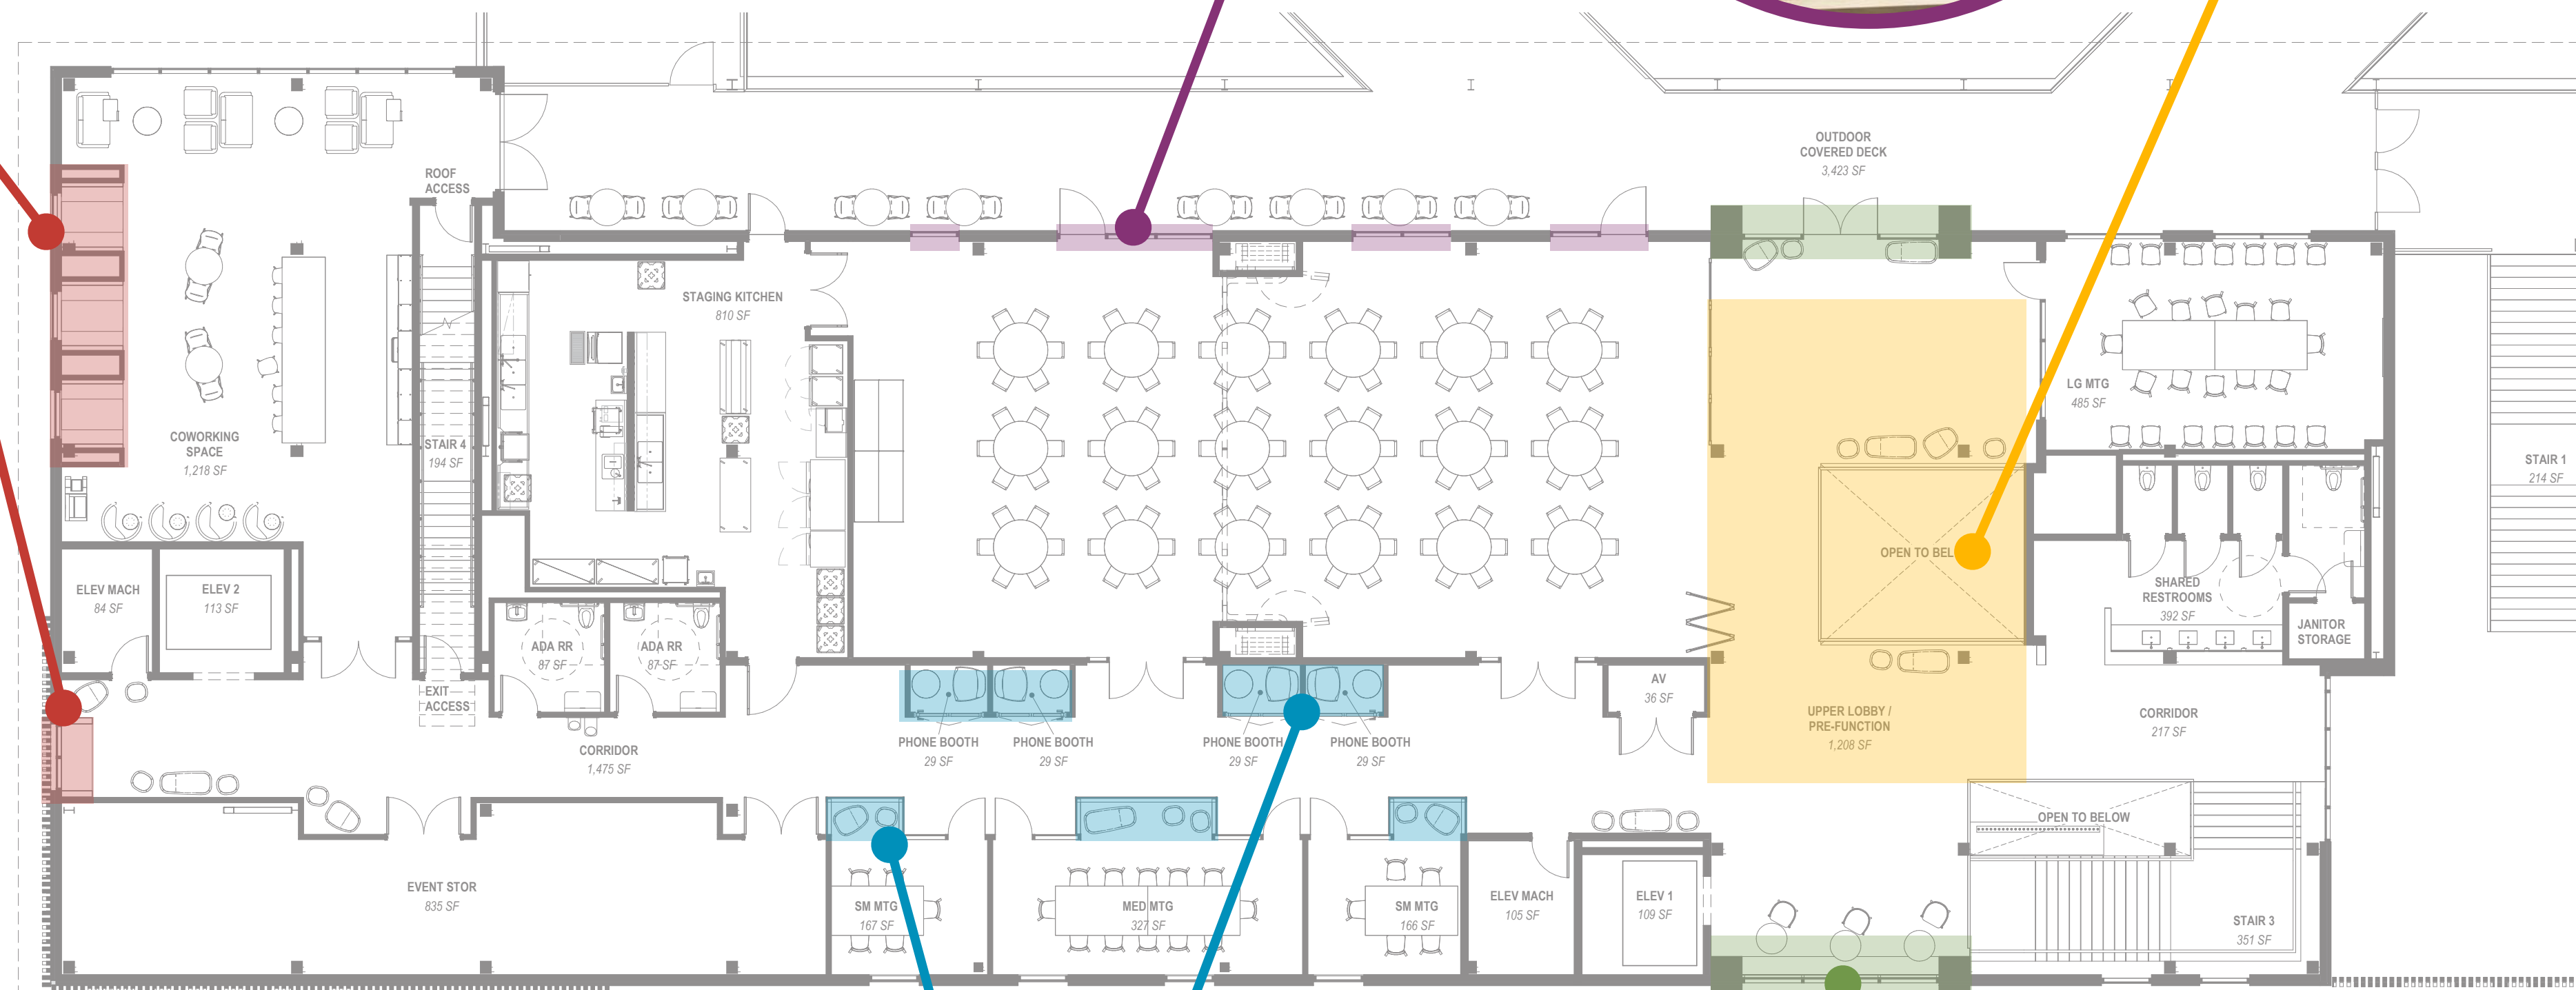 OUTDOOR
COVERED DECK
3,423 SF
ROOF
ACCESS
STAGING KITCHEN
810 SF
LG MTG
485 SF
COWORKING
SPACE
1,218 SF
STAIR 4
194 SF
STAIR 1
214 SF
OPEN TO BEL
ELEV MACH
84 SF
ELEV 2
113 SF
SHARED
RESTROOMS
392 SF
JANITOR
STORAGE
ADA RR
87 SF
ADA RR
87 SF
EXIT
ACCESS
AV
36 SF
CORRIDOR
1,475 SF
PHONE BOOTH
29 SF
PHONE BOOTH
29 SF
PHONE BOOTH
29 SF
PHONE BOOTH
29 SF
UPPER LOBBY /
PRE-FUNCTION
1,208 SF
CORRIDOR
217 SF
OPEN TO BELOW
EVENT STOR
835 SF
SM MTG
167 SF
MED MTG
327 SF
SM MTG
166 SF
ELEV MACH
105 SF
ELEV 1
109 SF
STAIR 3
351 SF